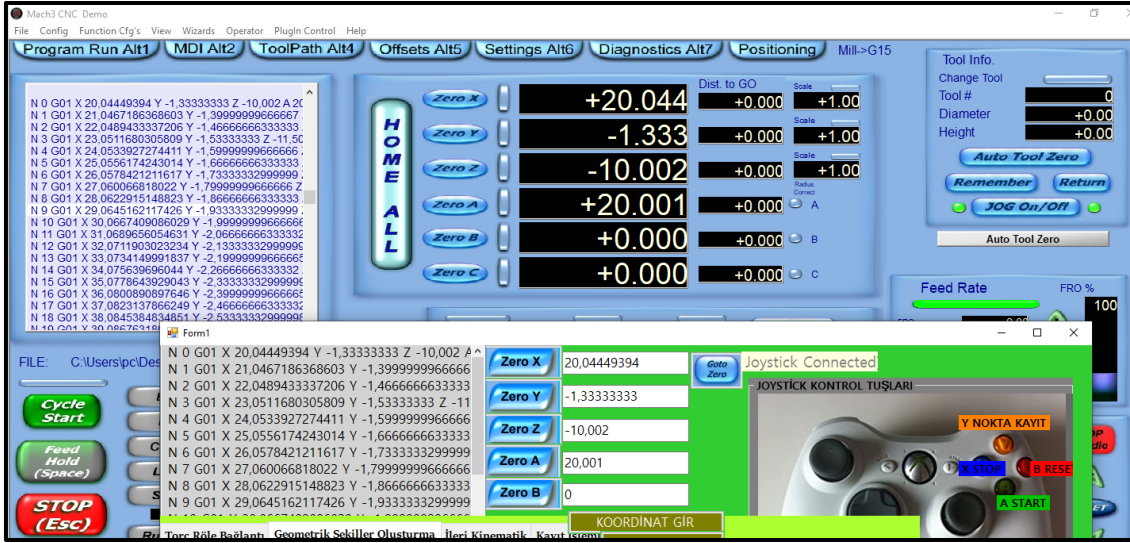 Mach3 CNC Demo
File Config Function Cfg's View Wizards Operator PlugIn Control Help
Program Run Alt1 MDI Alt2 ToolPath Alt4 Offsets Alt5 Settings Alt6 Diagnostics Alt7 Positioning Mill->G15
N 0 G01 X 20,04449394 Y -1,33333333 Z -10,002 A 20
N 1 G01 X 21,0467186368603 Y -1,39999999666667
N 2 G01 X 22,0489433337206 Y -1,46666666333333
N 3 G01 X 23,0511680305809 Y -1,53333333 Z -11,50
N 4 G01 X 24,0533927274411 Y -1,59999999666666
N 5 G01 X 25,0556174243014 Y -1,66666666333333
N 6 G01 X 26,0578421211617 Y -1,73333332999999
N 7 G01 X 27,060066818022 Y -1,79999999666666 Z
N 8 G01 X 28,0622915148823 Y -1,86666666333333
N 9 G01 X 29,0645162117426 Y -1,93333332999999
N 10 G01 X 30,0667409086029 Y -1,99999999666666
N 11 G01 X 31,0689656054631 Y -2,06666666333332
N 12 G01 X 32,0711903023234 Y -2,13333332999999
N 13 G01 X 33,0734149991837 Y -2,19999999666665
N 14 G01 X 34,075639696044 Y -2,26666666333332
N 15 G01 X 35,0778643929043 Y -2,33333332999999
N 16 G01 X 36,0800890897646 Y -2,39999999666665
N 17 G01 X 37,0823137866249 Y -2,46666666333332
N 18 G01 X 38,0845384834851 Y -2,53333332999998
HOME ALL
Dist. to GO
Zero X +20.044 +0.000 Scale +1.00
Zero Y -1.333 +0.000 Scale +1.00
Zero Z -10.002 +0.000 Scale +1.00
Zero A +20.001 +0.000 Radius Correct A
Zero B +0.000 +0.000 B
Zero C +0.000 +0.000 C
Tool Info.
Change Tool
Tool # 0
Diameter +0.00
Height +0.00
Auto Tool Zero
Remember Return
JOG On/Off
Auto Tool Zero
Feed Rate
FRO %
100
FILE: C:\Users\pc\Des
Cycle Start
Feed Hold (Space)
STOP (Esc)
Form1
N 0 G01 X 20,04449394 Y -1,33333333 Z -10,002 A
N 1 G01 X 21,0467186368603 Y -1,3999999966666
N 2 G01 X 22,0489433337206 Y -1,4666666633333
N 3 G01 X 23,0511680305809 Y -1,53333333 Z -11
N 4 G01 X 24,0533927274411 Y -1,5999999966666
N 5 G01 X 25,0556174243014 Y -1,6666666633333
N 6 G01 X 26,0578421211617 Y -1,7333333299999
N 7 G01 X 27,060066818022 Y -1,79999999666666
N 8 G01 X 28,0622915148823 Y -1,8666666633333
N 9 G01 X 29,0645162117426 Y -1,9333333299999
Zero X 20,04449394
Zero Y -1,33333333
Zero Z -10,002
Zero A 20,001
Zero B 0
Goto Zero
Joystick Connected
JOYSTİCK KONTROL TUŞLARI
Y NOKTA KAYIT
X STOP
B RESE
A START
KOORDİNAT GİR
Torç Röle Bağlantı Geometrik Şekiller Oluşturma İleri Kinematik Kayıt İşlemi